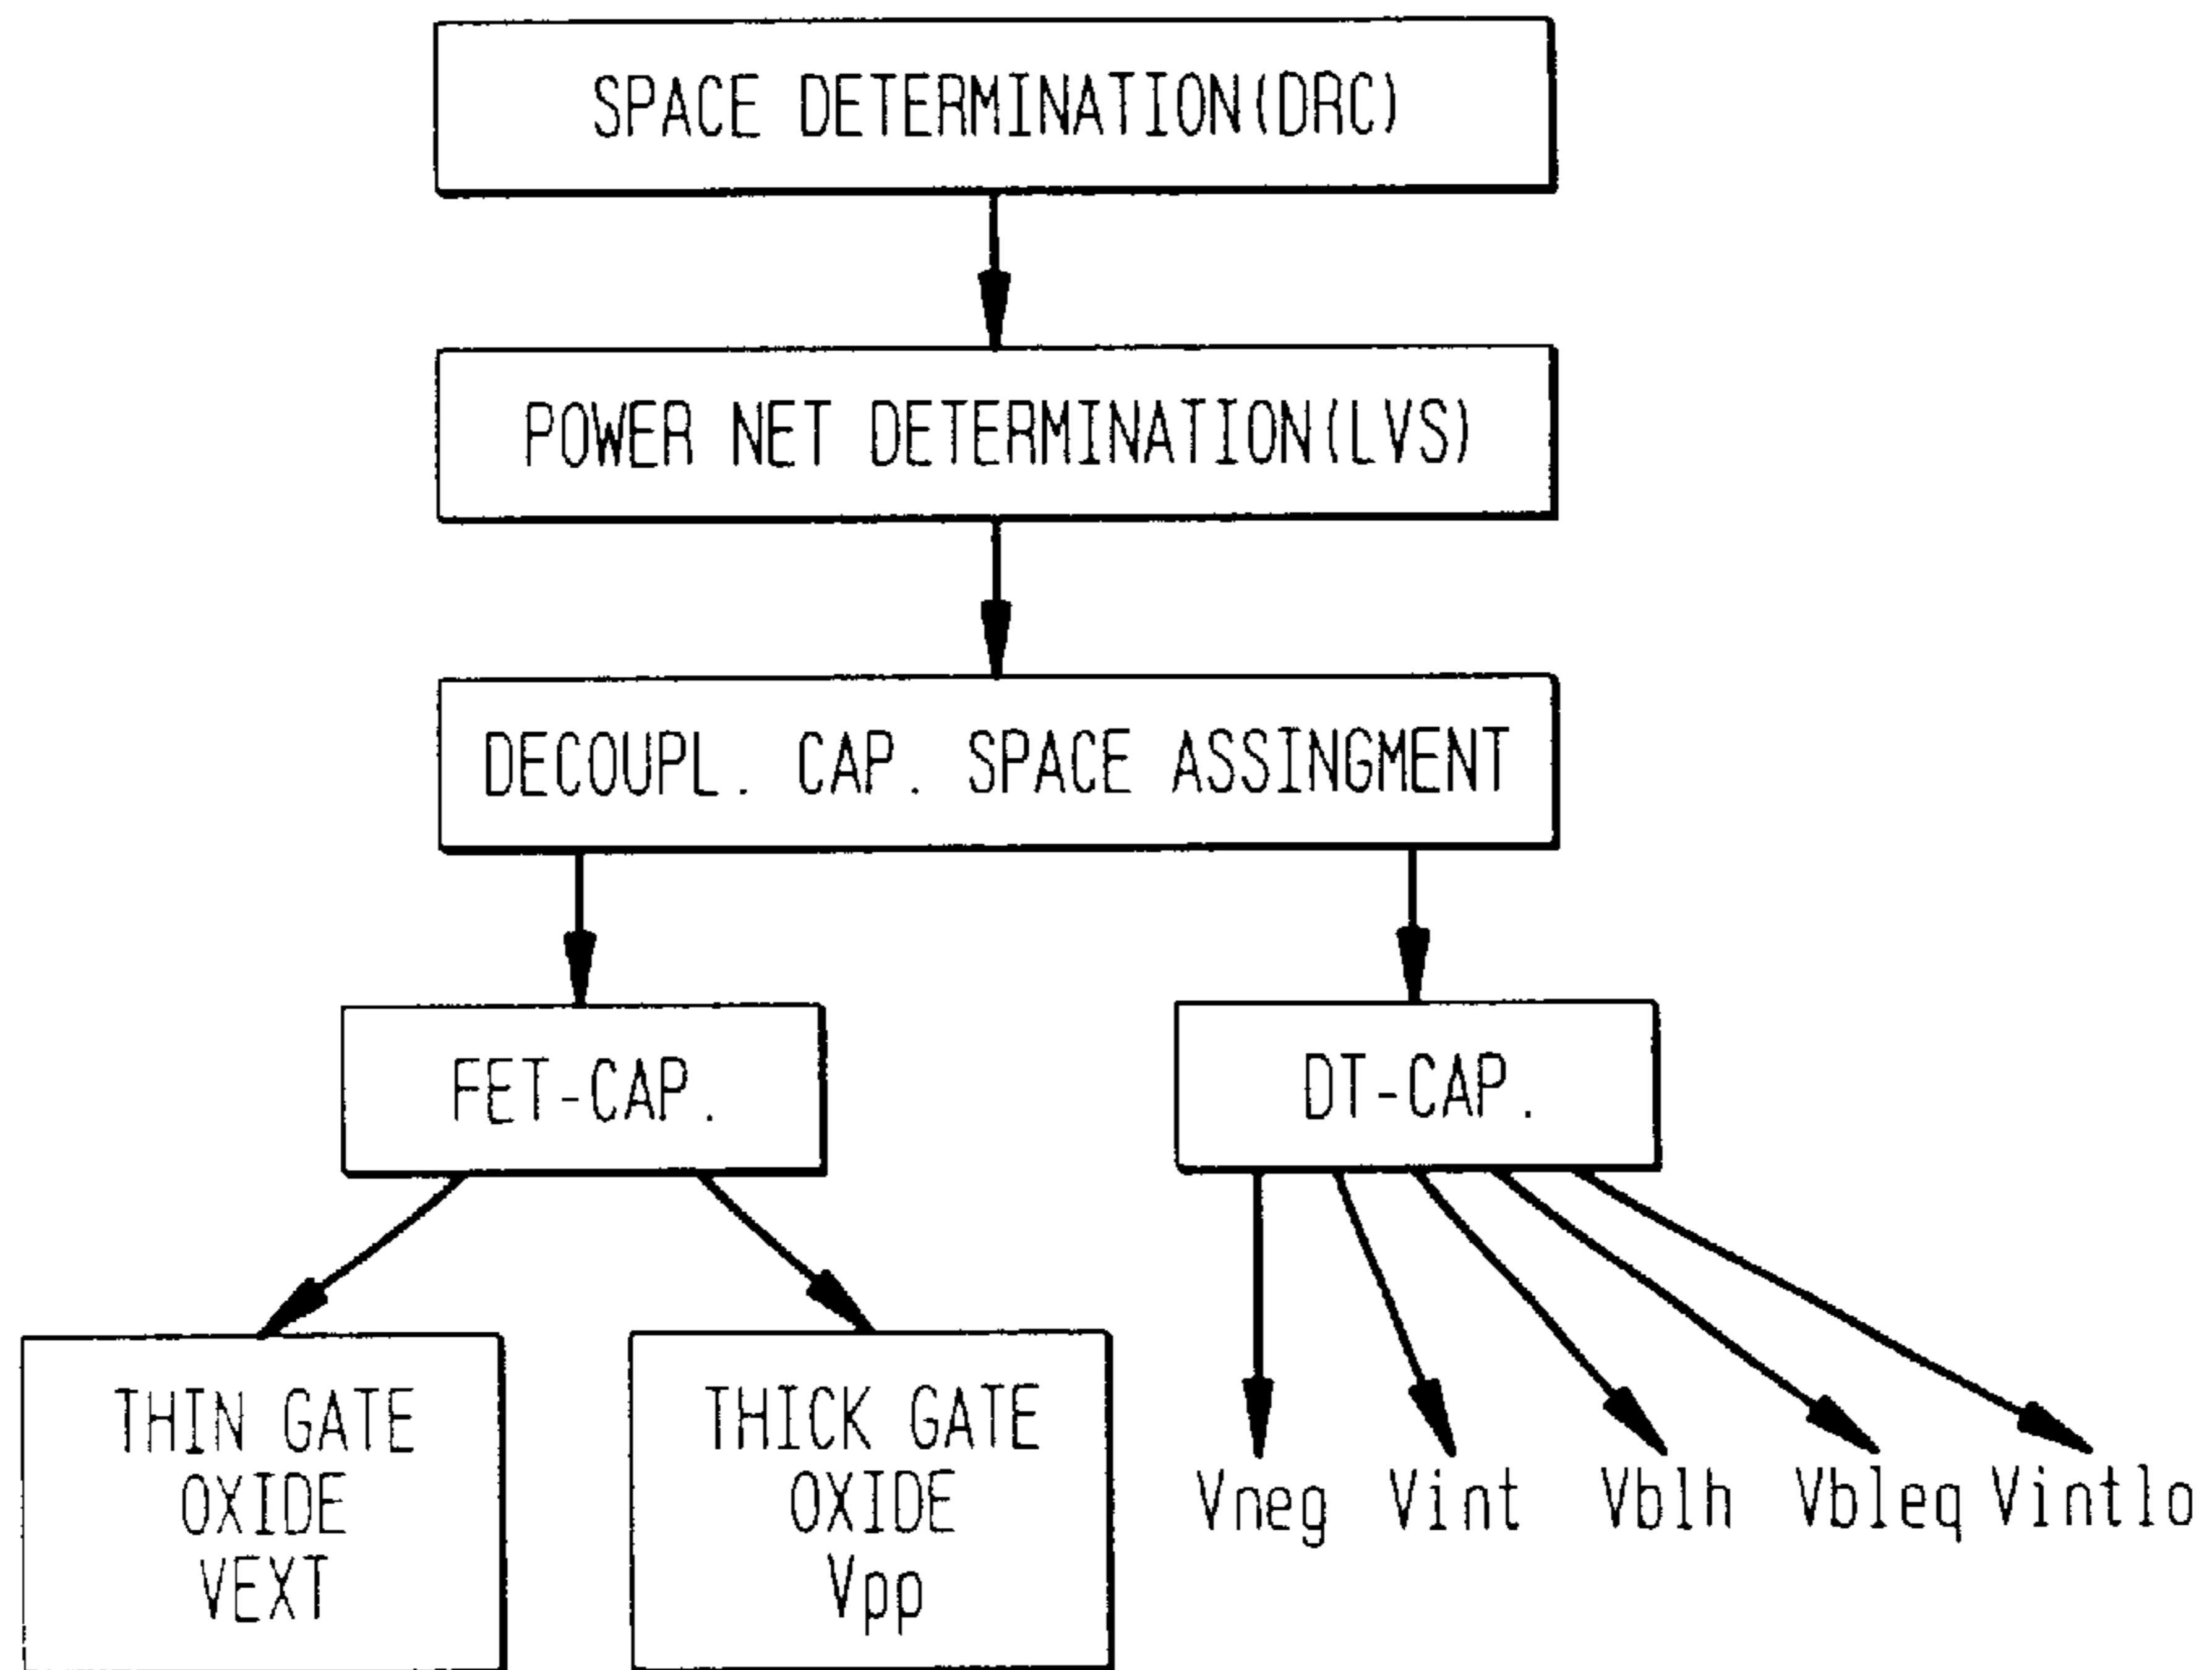 SPACE DETERMINATION(DRC)
POWER NET DETERMINATION(LVS)
DECOUPL. CAP. SPACE ASSINGMENT
FET-CAP.
DT-CAP.
THIN GATE
OXIDE
VEXT
THICK GATE
OXIDE
Vpp
Vneg
Vint
Vblh
Vbleq
Vintlo